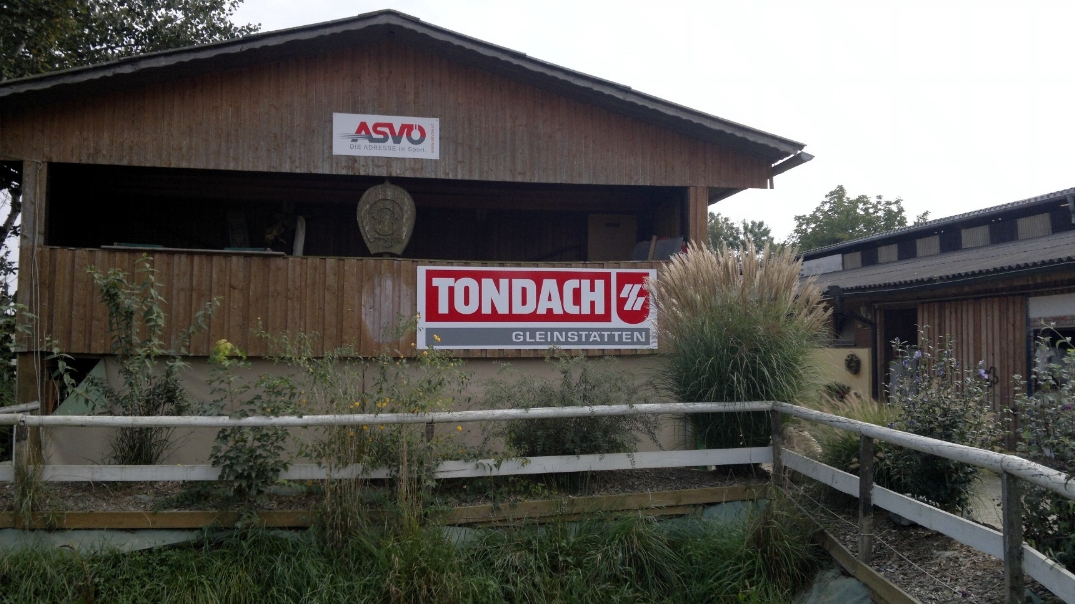 ASVÖ
DIE ADRESSE im Sport.
TONDACH
GLEINSTÄTTEN